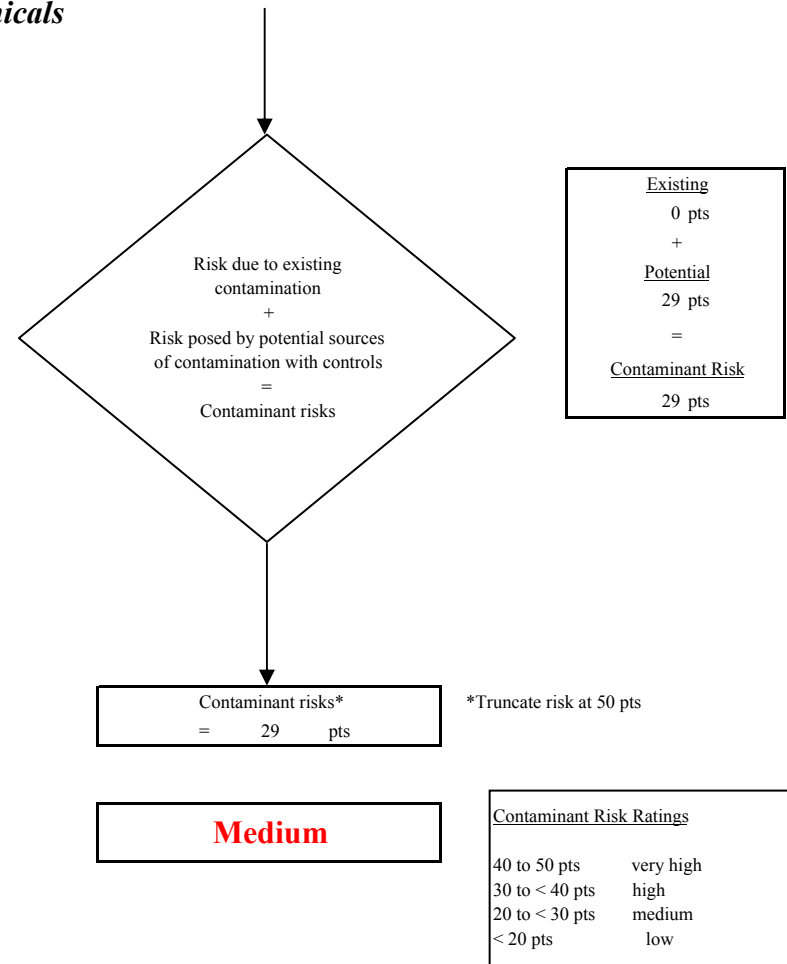 Risk due to existing
contamination
+
Risk posed by potential sources
of contamination with controls
=
Contaminant risks
Existing
0 pts
+
Potential
29 pts
=
Contaminant Risk
29 pts
Contaminant risks*
= 29 pts
*Truncate risk at 50 pts
Medium
Contaminant Risk Ratings
40 to 50 pts very high
30 to < 40 pts high
20 to < 30 pts medium
< 20 pts low